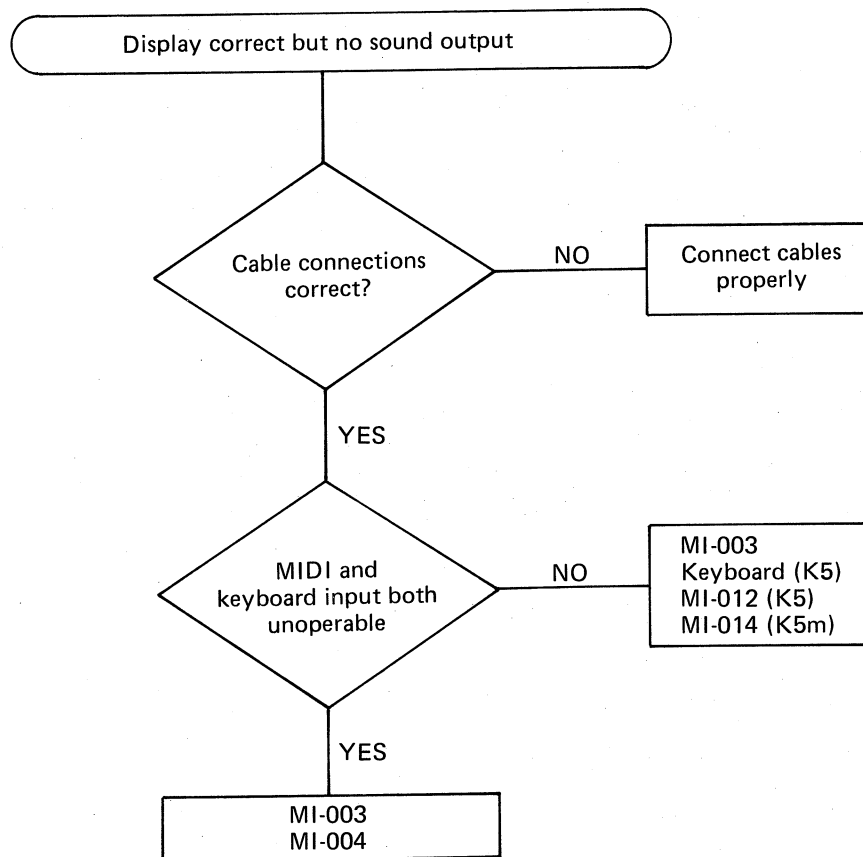 Display correct but no sound output
Cable connections
correct?
NO
Connect cables
properly
YES
MIDI and
keyboard input both
unoperable
NO
MI-003
Keyboard (K5)
MI-012 (K5)
MI-014 (K5m)
YES
MI-003
MI-004